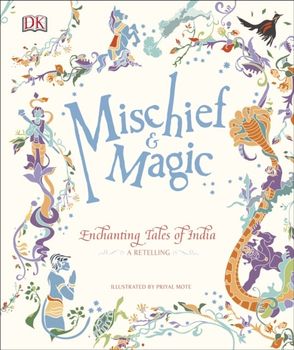 DK
Mischief
&
Magic
Enchanting Tales of India
A RETELLING
ILLUSTRATED BY PRIYAL MOTE